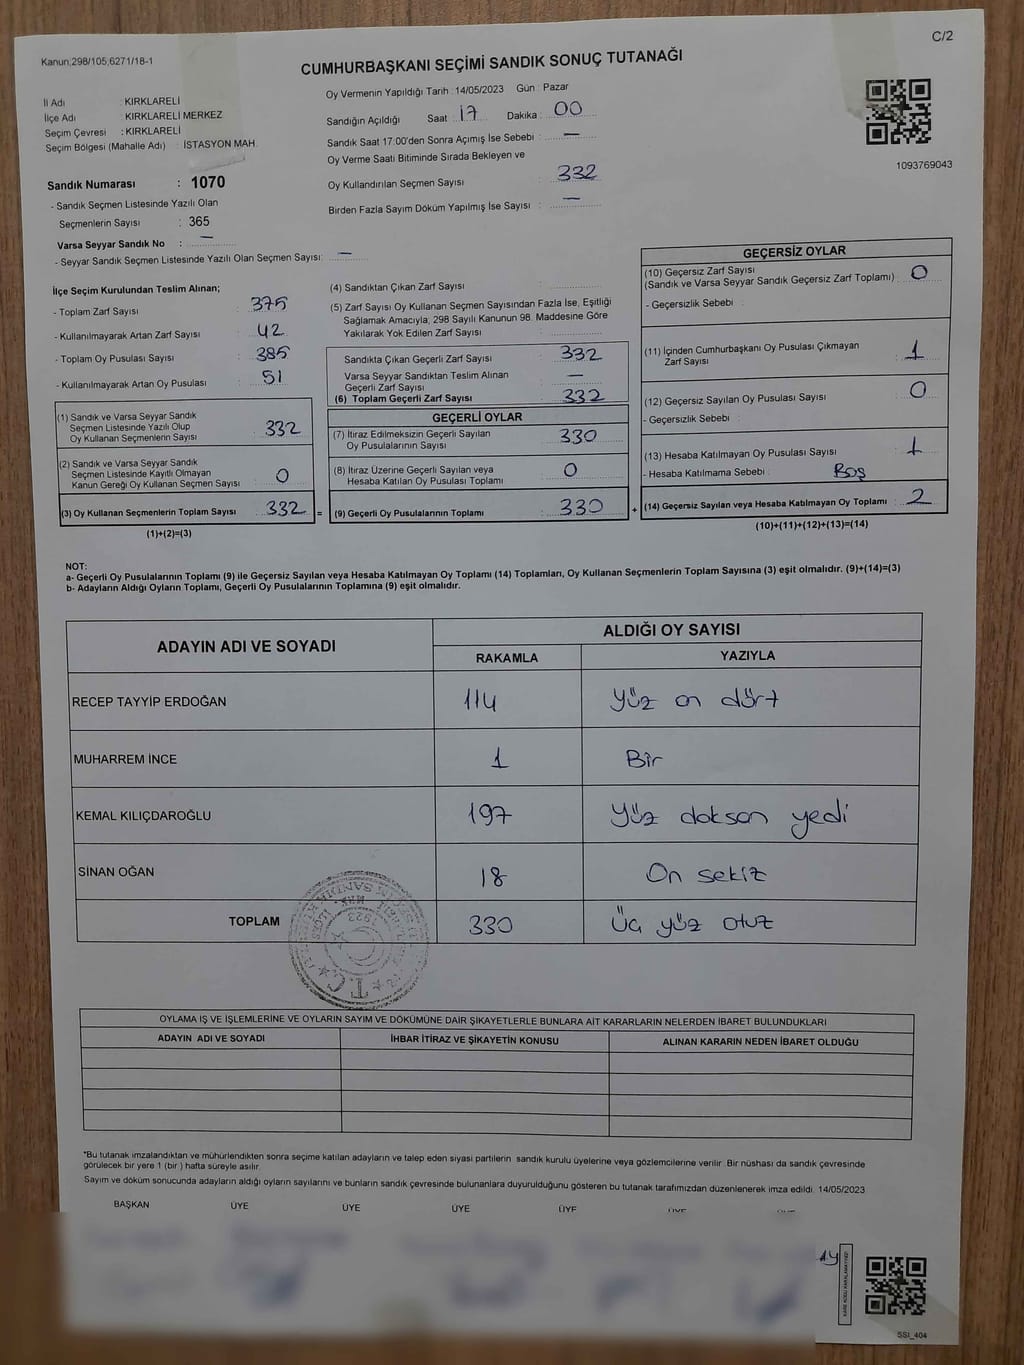 C/2
Kanun;298/105;6271/18-1
CUMHURBAŞKANI SEÇİMİ SANDIK SONUÇ TUTANAĞI
İl Adı : KIRKLARELİ
İlçe Adı : KIRKLARELİ MERKEZ
Seçim Çevresi : KIRKLARELİ
Seçim Bölgesi (Mahalle Adı) : İSTASYON MAH.
Sandık Numarası : 1070
- Sandık Seçmen Listesinde Yazılı Olan
Seçmenlerin Sayısı : 365
Varsa Seyyar Sandık No : —
- Seyyar Sandık Seçmen Listesinde Yazılı Olan Seçmen Sayısı: —
Oy Vermenin Yapıldığı Tarih : 14/05/2023 Gün : Pazar
Sandığın Açıldığı Saat : 17 Dakika : 00
Sandık Saat 17:00'den Sonra Açımış İse Sebebi : —
Oy Verme Saati Bitiminde Sırada Bekleyen ve
Oy Kullandırılan Seçmen Sayısı : 332
Birden Fazla Sayım Döküm Yapılmış İse Sayısı : —
1093769043
İlçe Seçim Kurulundan Teslim Alınan;
- Toplam Zarf Sayısı : 375
- Kullanılmayarak Artan Zarf Sayısı : 42
- Toplam Oy Pusulası Sayısı : 385
- Kullanılmayarak Artan Oy Pusulası : 51
(1) Sandık ve Varsa Seyyar Sandık
Seçmen Listesinde Yazılı Olup
Oy Kullanan Seçmenlerin Sayısı : 332
(2) Sandık ve Varsa Seyyar Sandık
Seçmen Listesinde Kayıtlı Olmayan
Kanun Gereği Oy Kullanan Seçmen Sayısı : 0
(3) Oy Kullanan Seçmenlerin Toplam Sayısı : 332 =
(1)+(2)=(3)
(4) Sandıktan Çıkan Zarf Sayısı :
(5) Zarf Sayısı Oy Kullanan Seçmen Sayısından Fazla İse, Eşitliği
Sağlamak Amacıyla, 298 Sayılı Kanunun 98. Maddesine Göre
Yakılarak Yok Edilen Zarf Sayısı :
Sandıkta Çıkan Geçerli Zarf Sayısı : 332
Varsa Seyyar Sandıktan Teslim Alınan
Geçerli Zarf Sayısı : —
(6) Toplam Geçerli Zarf Sayısı : 332
GEÇERLİ OYLAR
(7) İtiraz Edilmeksizin Geçerli Sayılan
Oy Pusulalarının Sayısı : 330
(8) İtiraz Üzerine Geçerli Sayılan veya
Hesaba Katılan Oy Pusulası Toplamı : 0
(9) Geçerli Oy Pusulalarının Toplamı : 330 +
GEÇERSİZ OYLAR
(10) Geçersiz Zarf Sayısı
(Sandık ve Varsa Seyyar Sandık Geçersiz Zarf Toplamı) : 0
- Geçersizlik Sebebi :
(11) İçinden Cumhurbaşkanı Oy Pusulası Çıkmayan
Zarf Sayısı : 1
(12) Geçersiz Sayılan Oy Pusulası Sayısı : 0
- Geçersizlik Sebebi :
(13) Hesaba Katılmayan Oy Pusulası Sayısı : 1
- Hesaba Katılmama Sebebi : Boş
(14) Geçersiz Sayılan veya Hesaba Katılmayan Oy Toplamı : 2
(10)+(11)+(12)+(13)=(14)
NOT:
a- Geçerli Oy Pusulalarının Toplamı (9) ile Geçersiz Sayılan veya Hesaba Katılmayan Oy Toplamı (14) Toplamları, Oy Kullanan Seçmenlerin Toplam Sayısına (3) eşit olmalıdır. (9)+(14)=(3)
b- Adayların Aldığı Oyların Toplamı, Geçerli Oy Pusulalarının Toplamına (9) eşit olmalıdır.
ADAYIN ADI VE SOYADI ALDIĞI OY SAYISI
RAKAMLA YAZIYLA
RECEP TAYYİP ERDOĞAN 114 Yüz on dört
MUHARREM İNCE 1 Bir
KEMAL KILIÇDAROĞLU 197 Yüz doksan yedi
SİNAN OĞAN 18 On sekiz
TOPLAM 330 Üç yüz otuz
T.C.
1923
OYLAMA İŞ VE İŞLEMLERİNE VE OYLARIN SAYIM VE DÖKÜMÜNE DAİR ŞİKAYETLERLE BUNLARA AİT KARARLARIN NELERDEN İBARET BULUNDUKLARI
ADAYIN ADI VE SOYADI İHBAR İTİRAZ VE ŞİKAYETİN KONUSU ALINAN KARARIN NEDEN İBARET OLDUĞU
*Bu tutanak imzalandıktan ve mühürlendikten sonra seçime katılan adayların ve talep eden siyasi partilerin sandık kurulu üyelerine veya gözlemcilerine verilir. Bir nüshası da sandık çevresinde
görülecek bir yere 1 (bir ) hafta süreyle asılır.
Sayım ve döküm sonucunda adayların aldığı oyların sayılarını ve bunların sandık çevresinde bulunanlara duyurulduğunu gösteren bu tutanak tarafımızdan düzenlenerek imza edildi. 14/05/2023
BAŞKAN ÜYE ÜYE ÜYE ÜYE ÜYE
SSI_404